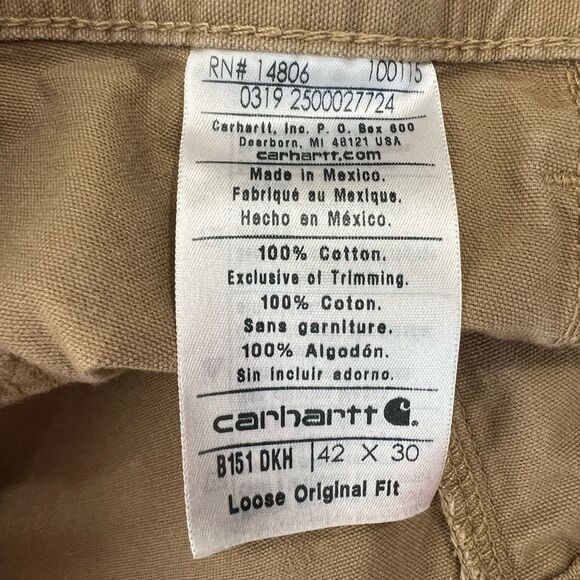 RN# 14806 100115
0319 2500027724
Carhartt, Inc. P. O. Box 600
Dearborn, MI 48121 USA
carhartt.com
Made in Mexico.
Fabriqué au Mexique.
Hecho en México.
100% Cotton.
Exclusive of Trimming.
100% Coton.
Sans garniture.
100% Algodón.
Sin incluir adorno.
carhartt
B151 DKH 42 X 30
Loose Original Fit